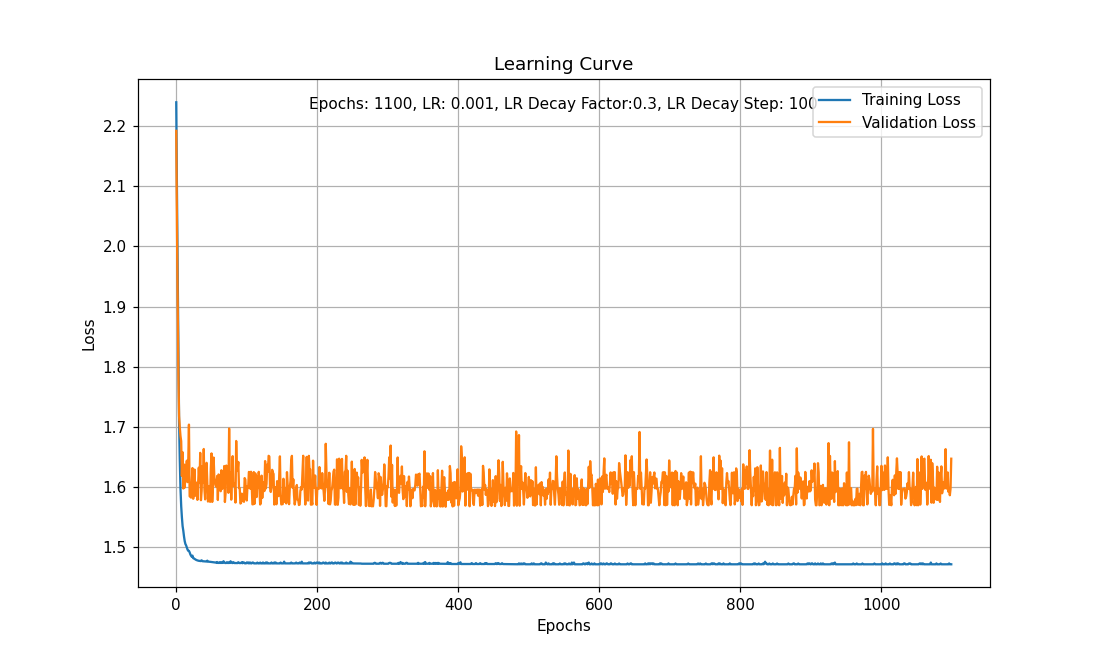 Learning Curve
Epochs: 1100, LR: 0.001, LR Decay Factor:0.3, LR Decay Step: 100
Training Loss
Validation Loss
2.2
2.1
2.0
1.9
1.8
1.7
1.6
1.5
Loss
0 200 400 600 800 1000
Epochs